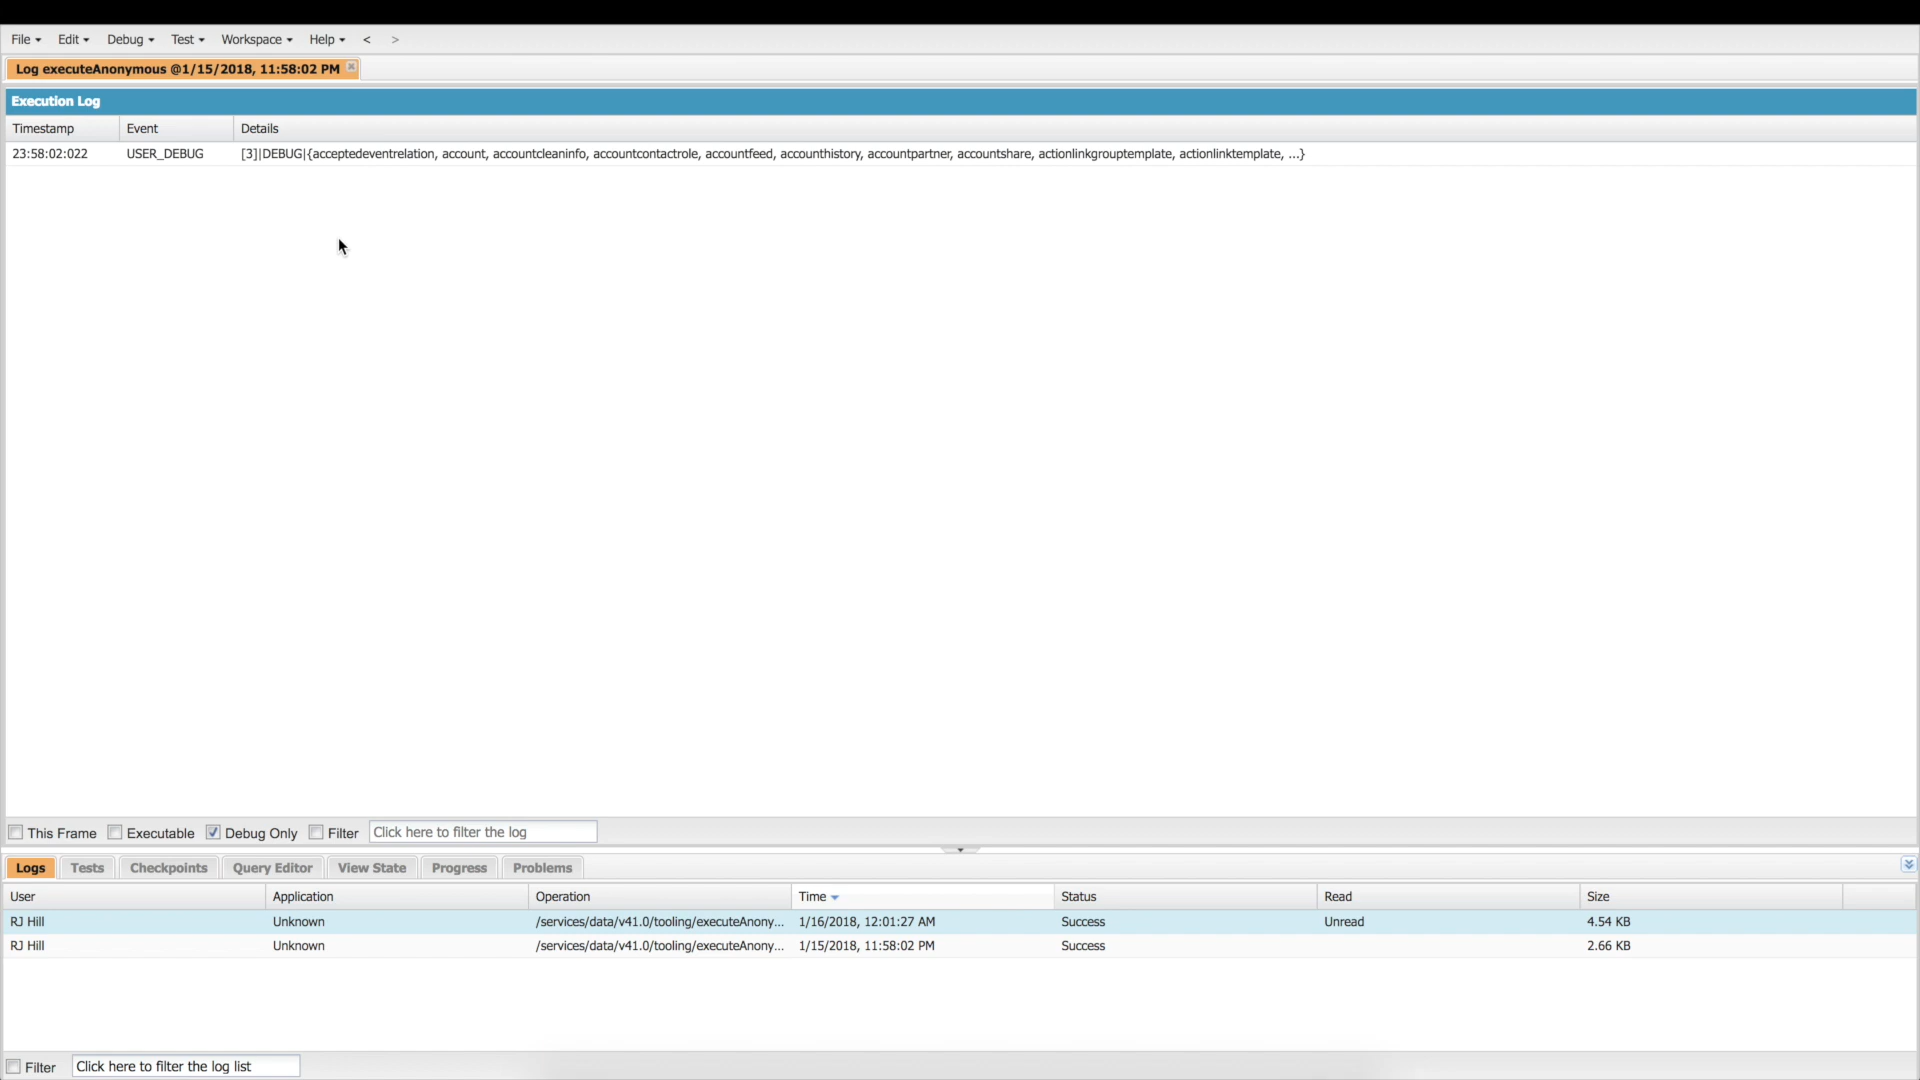 File Edit Debug Test Workspace Help < >
Log executeAnonymous @1/15/2018, 11:58:02 PM
Execution Log
Timestamp Event Details
23:58:02:022 USER_DEBUG [3]|DEBUG|{acceptedeventrelation, account, accountcleaninfo, accountcontactrole, accountfeed, accounthistory, accountpartner, accountshare, actionlinkgrouptemplate, actionlinktemplate, ...}
This Frame Executable Debug Only Filter Click here to filter the log
Logs Tests Checkpoints Query Editor View State Progress Problems
User Application Operation Time Status Read Size
RJ Hill Unknown /services/data/v41.0/tooling/executeAnony... 1/16/2018, 12:01:27 AM Success Unread 4.54 KB
RJ Hill Unknown /services/data/v41.0/tooling/executeAnony... 1/15/2018, 11:58:02 PM Success 2.66 KB
Filter Click here to filter the log list